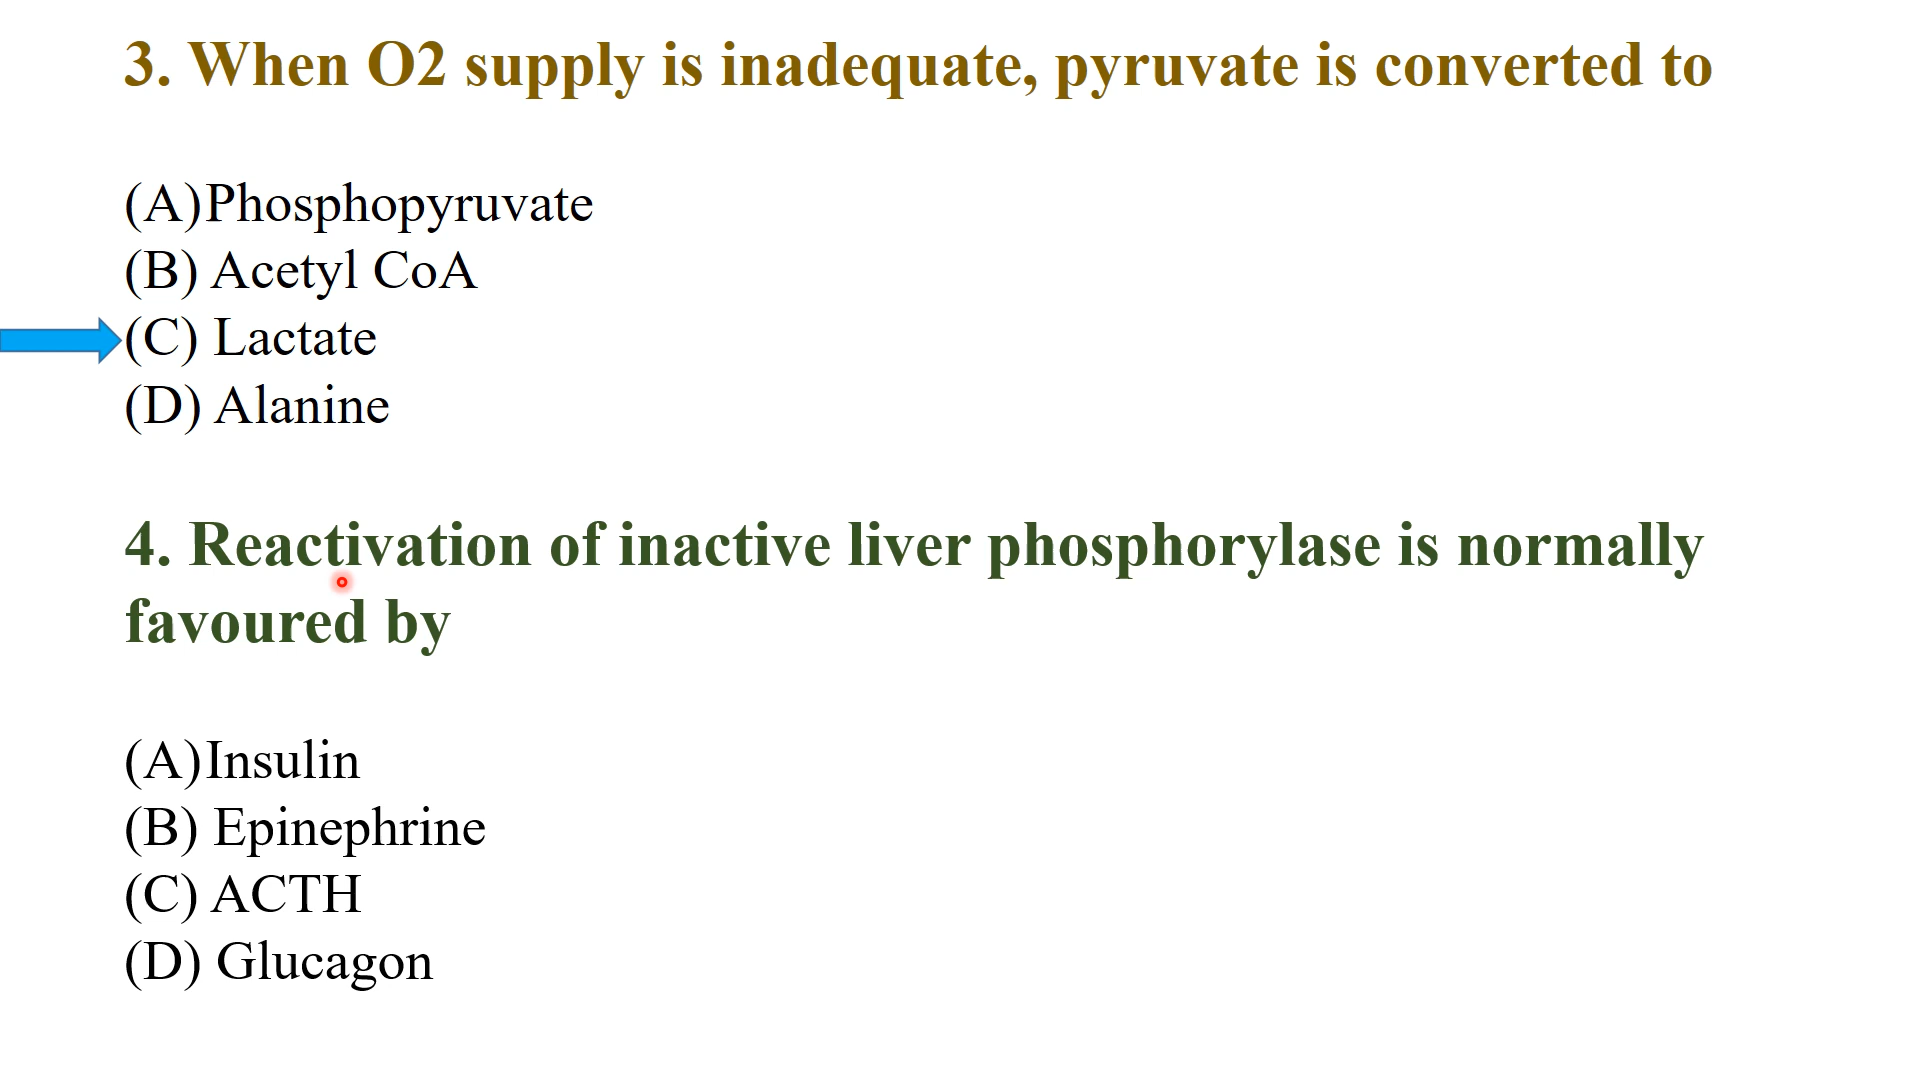 3. When O2 supply is inadequate, pyruvate is converted to
(A)Phosphopyruvate
(B) Acetyl CoA
(C) Lactate
(D) Alanine
4. Reactivation of inactive liver phosphorylase is normally
favoured by
(A)Insulin
(B) Epinephrine
(C) ACTH
(D) Glucagon